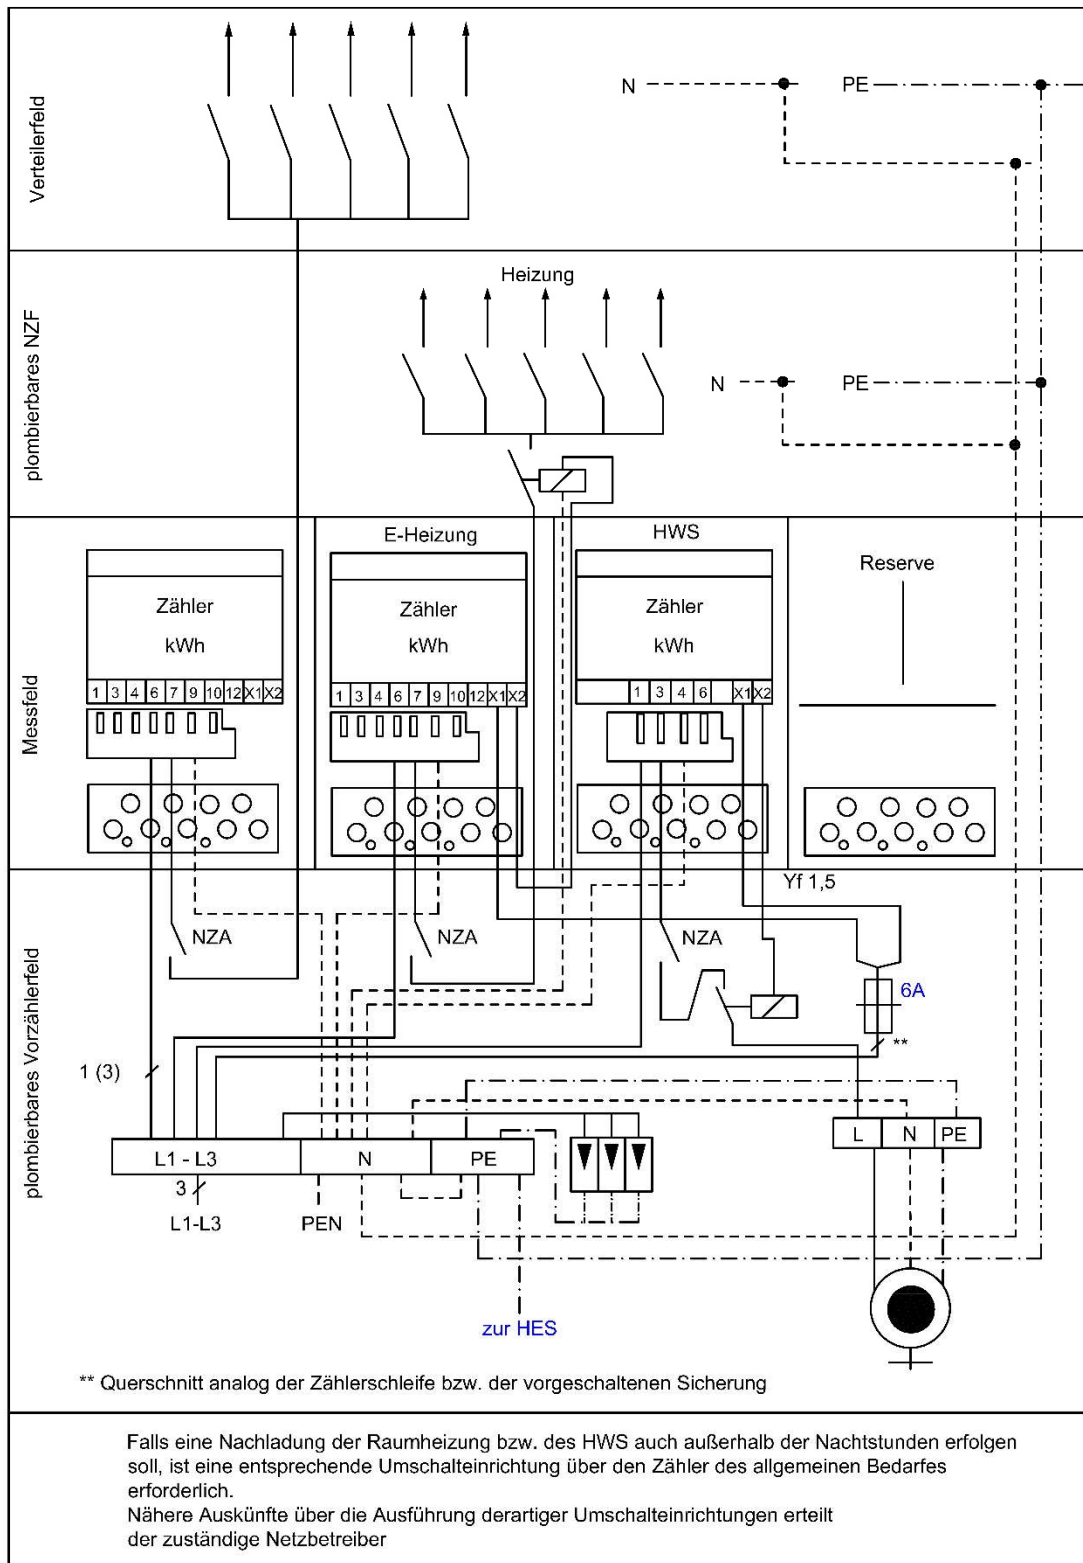 Verteilerfeld
N
PE
plombierbares NZF
Heizung
N
PE
Messfeld
E-Heizung
HWS
Reserve
Zähler
kWh
1 3 4 6 7 9 10 12 X1 X2
Zähler
kWh
1 3 4 6 7 9 10 12 X1 X2
Zähler
kWh
1 3 4 6 X1 X2
plombierbares Vorzählerfeld
Yf 1,5
NZA
NZA
NZA
6A
**
1 (3)
L1 - L3
N
PE
L
N
PE
3
L1-L3
PEN
zur HES
** Querschnitt analog der Zählerschleife bzw. der vorgeschaltenen Sicherung
Falls eine Nachladung der Raumheizung bzw. des HWS auch außerhalb der Nachtstunden erfolgen
soll, ist eine entsprechende Umschalteinrichtung über den Zähler des allgemeinen Bedarfes
erforderlich.
Nähere Auskünfte über die Ausführung derartiger Umschalteinrichtungen erteilt
der zuständige Netzbetreiber